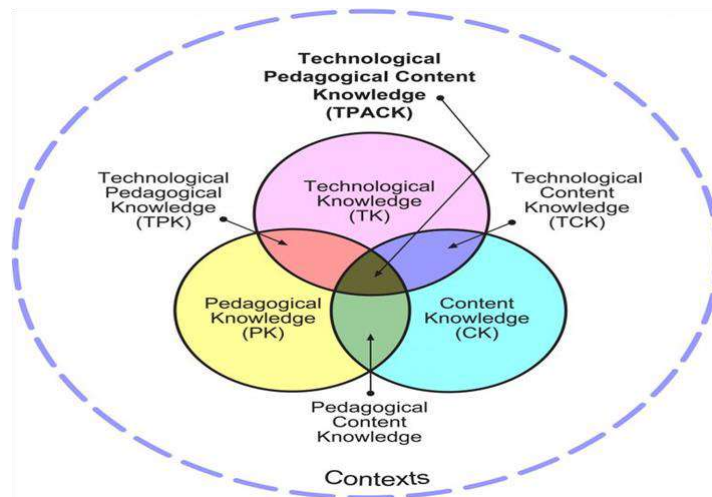 Technological
Pedagogical Content
Knowledge
(TPACK)
Technological
Pedagogical
Knowledge
(TPK)
Technological
Knowledge
(TK)
Technological
Content
Knowledge
(TCK)
Pedagogical
Knowledge
(PK)
Content
Knowledge
(CK)
Pedagogical
Content
Knowledge
Contexts